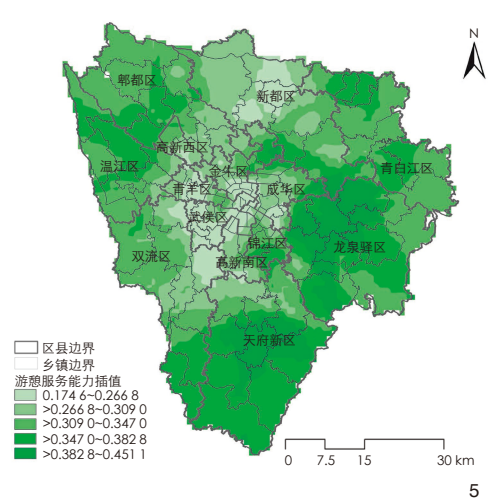 N
郫都区
新都区
高新西区
青白江区
温江区
金牛区
青羊区
成华区
武侯区
锦江区
龙泉驿区
双流区
高新南区
天府新区
区县边界
乡镇边界
游憩服务能力插值
0.174 6~0.266 8
>0.266 8~0.309 0
>0.309 0~0.347 0
>0.347 0~0.382 8
>0.382 8~0.451 1
0 7.5 15 30 km
5